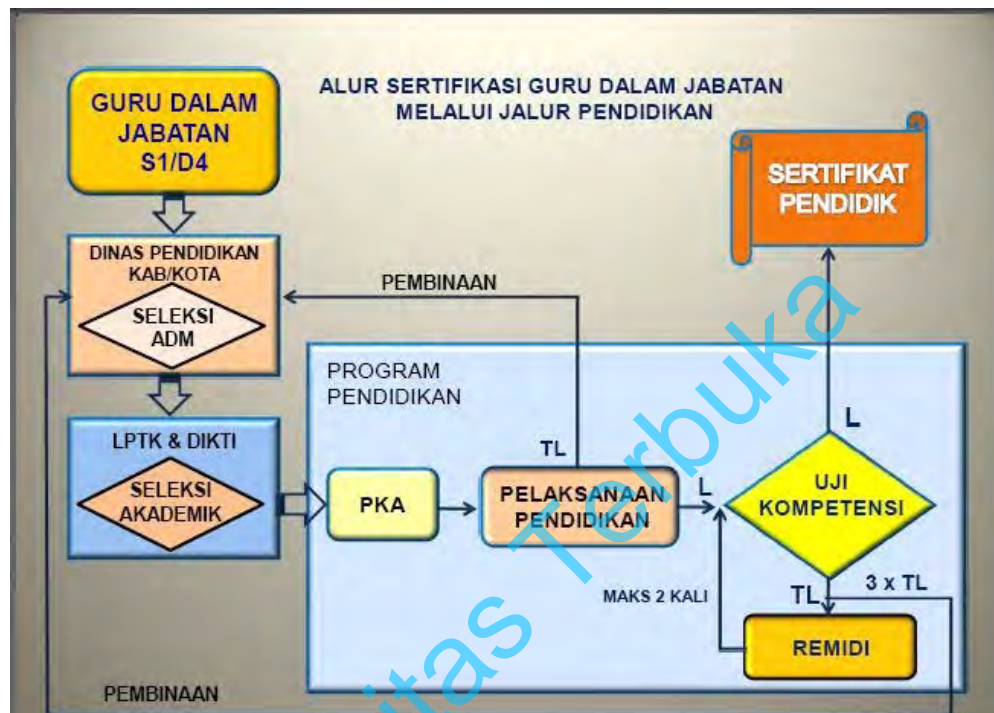 ALUR SERTIFIKASI GURU DALAM JABATAN
MELALUI JALUR PENDIDIKAN
GURU DALAM
JABATAN
S1/D4
SERTIFIKAT
PENDIDIK
DINAS PENDIDIKAN
KAB/KOTA
SELEKSI
ADM
PEMBINAAN
PROGRAM
PENDIDIKAN
LPTK & DIKTI
SELEKSI
AKADEMIK
PKA
TL
PELAKSANAAN
PENDIDIKAN
L
L
UJI
KOMPETENSI
MAKS 2 KALI
TL
3 x TL
REMIDI
PEMBINAAN
itas Terbuka